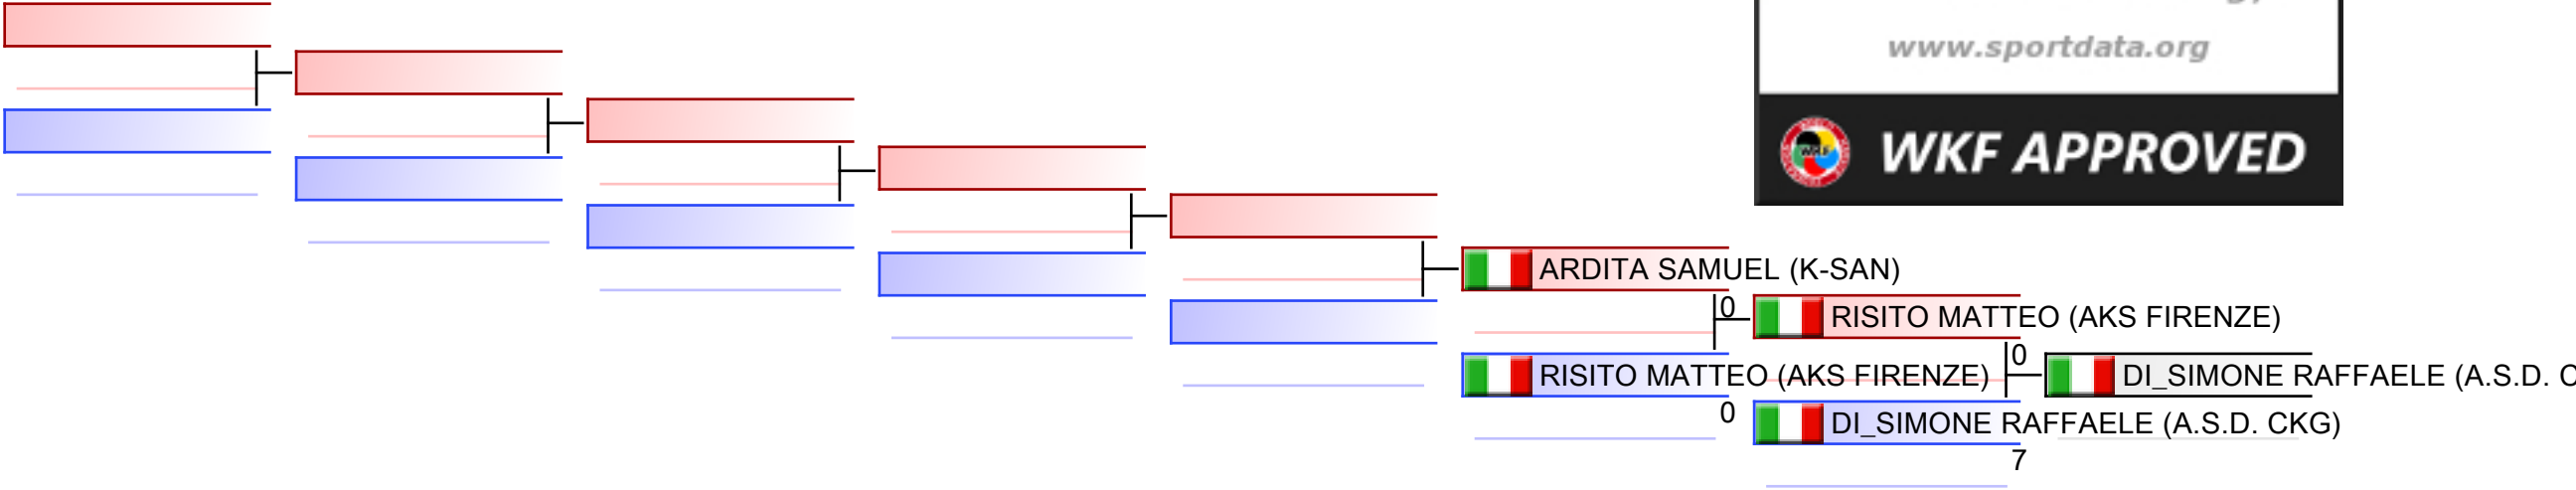 www.sportdata.org
WKF APPROVED
ARDITA SAMUEL (K-SAN)
0
RISITO MATTEO (AKS FIRENZE)
0
RISITO MATTEO (AKS FIRENZE)
DI_SIMONE RAFFAELE (A.S.D. C
0
DI_SIMONE RAFFAELE (A.S.D. CKG)
7